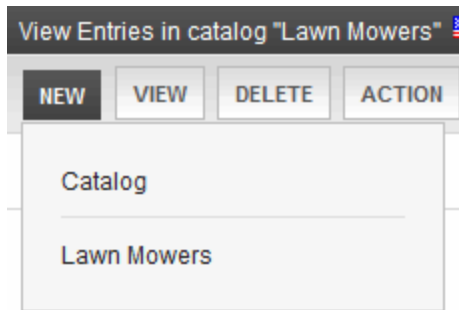 View Entries in catalog "Lawn Mowers"
NEW VIEW DELETE ACTION
Catalog
Lawn Mowers